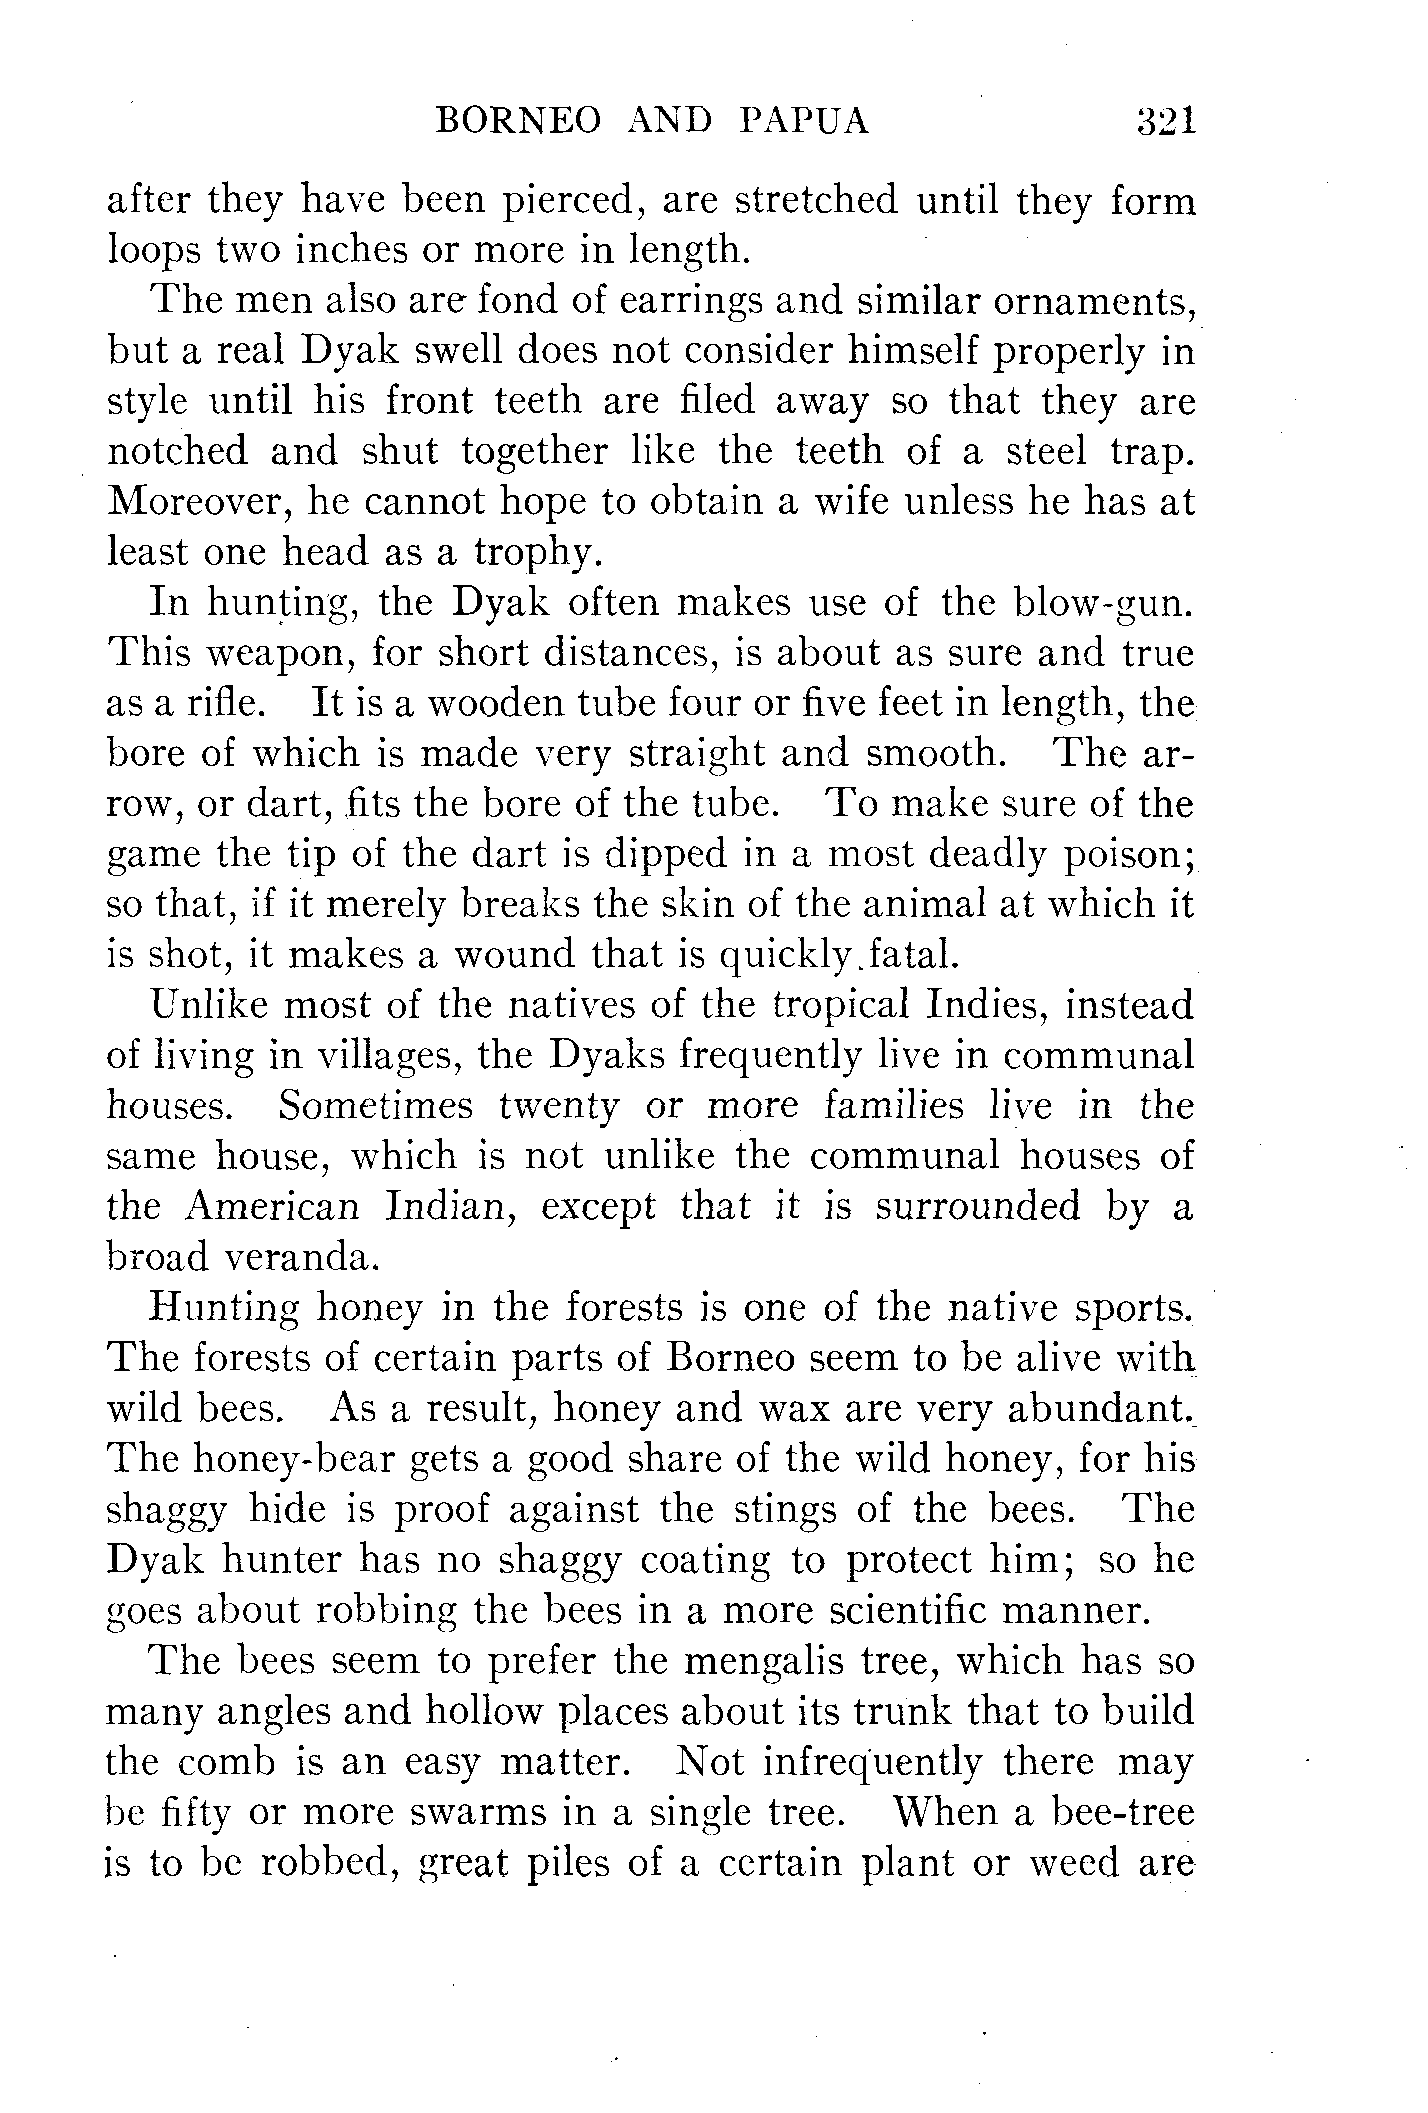 BORNEO AND PAPUA 321
after they have been pierced, are stretched until they form
loops two inches or more in length.
The men also are fond of earrings and similar ornaments,
but a real Dyak swell does not consider himself properly in
style until his front teeth are filed away so that they are
notched and shut together like the teeth of a steel trap.
Moreover, he cannot hope to obtain a wife unless he has at
least one head as a trophy.
In hunting, the Dyak often makes use of the blow-gun.
This weapon, for short distances, is about as sure and true
as a rifle. It is a wooden tube four or five feet in length, the
bore of which is made very straight and smooth. The ar-
row, or dart, fits the bore of the tube. To make sure of the
game the tip of the dart is dipped in a most deadly poison;
so that, if it merely breaks the skin of the animal at which it
is shot, it makes a wound that is quickly fatal.
Unlike most of the natives of the tropical Indies, instead
of living in villages, the Dyaks frequently live in communal
houses. Sometimes twenty or more families live in the
same house, which is not unlike the communal houses of
the American Indian, except that it is surrounded by a
broad veranda.
Hunting honey in the forests is one of the native sports.
The forests of certain parts of Borneo seem to be alive with
wild bees. As a result, honey and wax are very abundant.
The honey-bear gets a good share of the wild honey, for his
shaggy hide is proof against the stings of the bees. The
Dyak hunter has no shaggy coating to protect him; so he
goes about robbing the bees in a more scientific manner.
The bees seem to prefer the mengalis tree, which has so
many angles and hollow places about its trunk that to build
the comb is an easy matter. Not infrequently there may
be fifty or more swarms in a single tree. When a bee-tree
is to be robbed, great piles of a certain plant or weed are